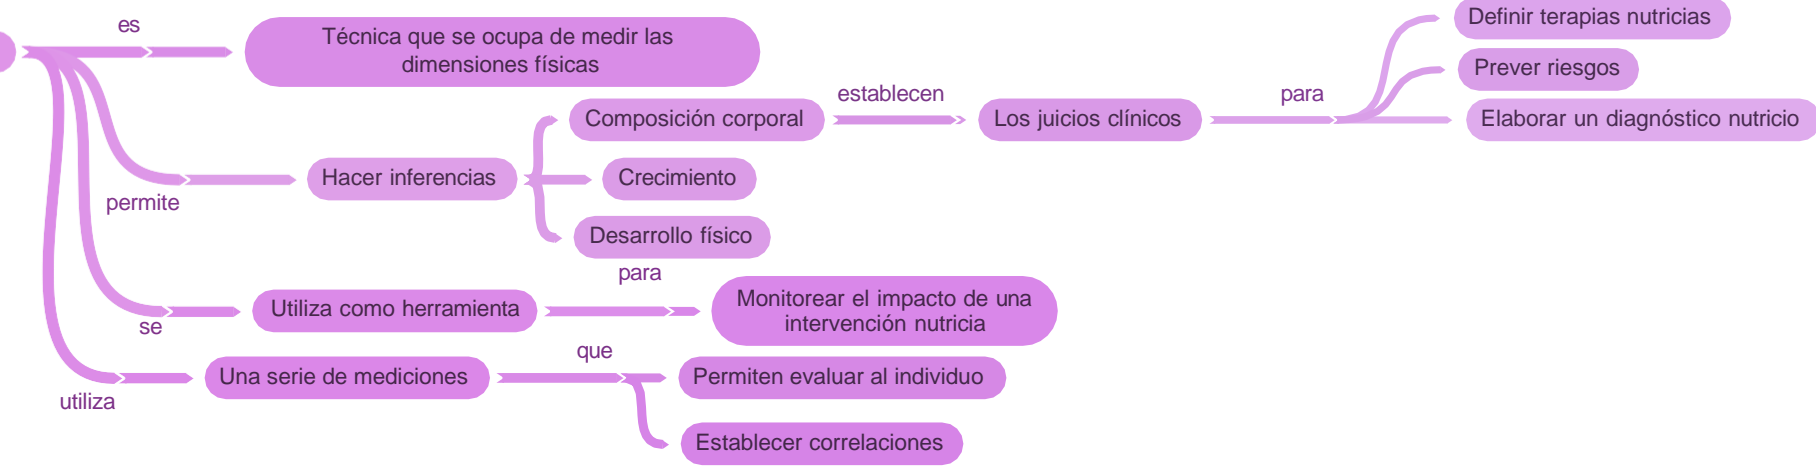 es
Técnica que se ocupa de medir las
dimensiones físicas
permite
Hacer inferencias
Composición corporal
establecen
Los juicios clínicos
para
Definir terapias nutricias
Prever riesgos
Elaborar un diagnóstico nutricio
Crecimiento
Desarrollo físico
se
Utiliza como herramienta
para
Monitorear el impacto de una
intervención nutricia
utiliza
Una serie de mediciones
que
Permiten evaluar al individuo
Establecer correlaciones